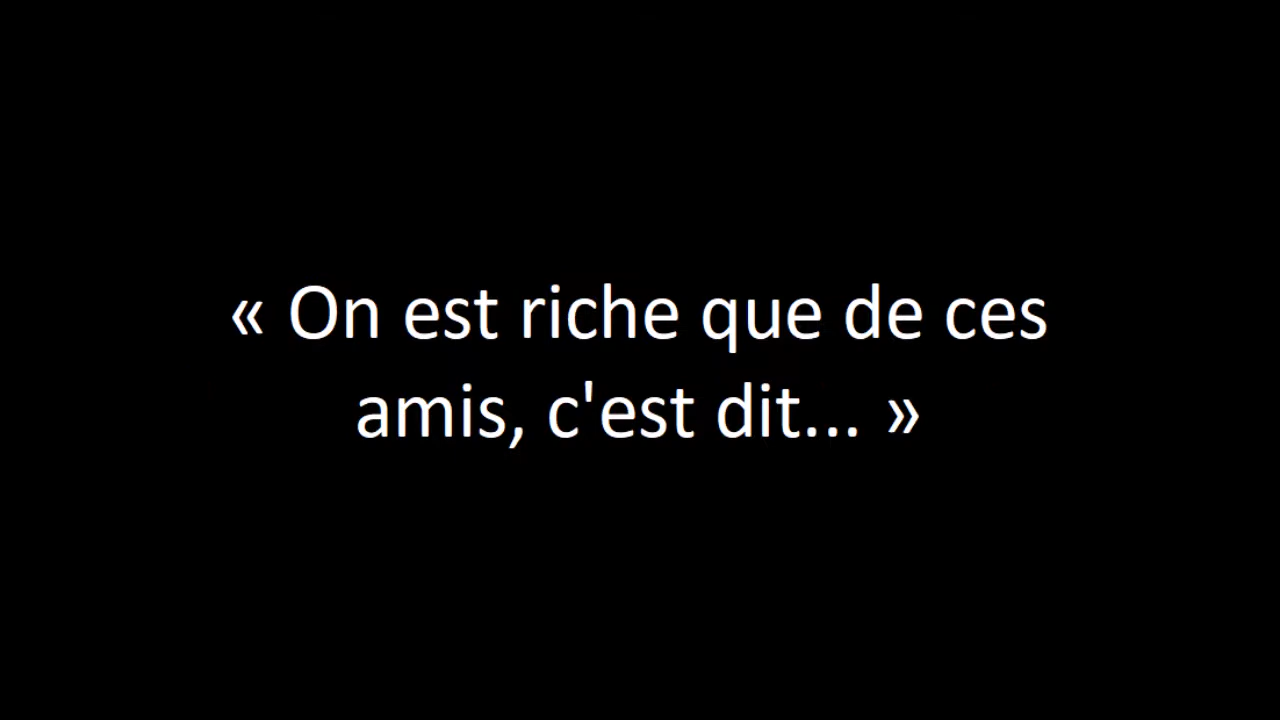 « On est riche que de ces
amis, c'est dit... »